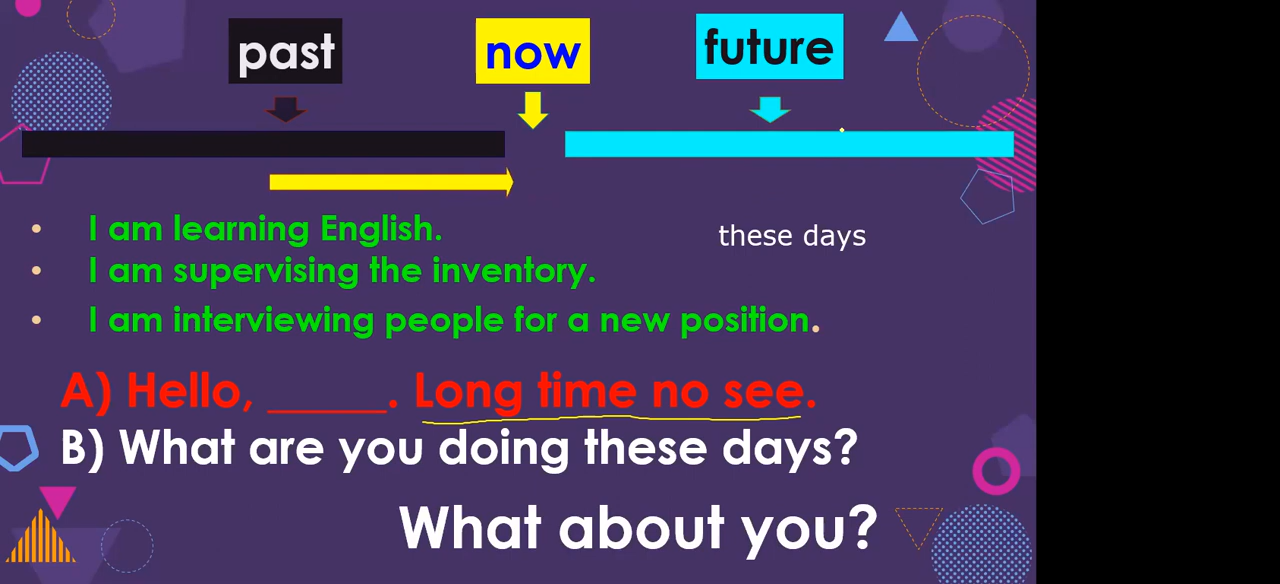 past now future
• I am learning English. these days
• I am supervising the inventory.
• I am interviewing people for a new position.
A) Hello, ______. Long time no see.
B) What are you doing these days?
What about you?